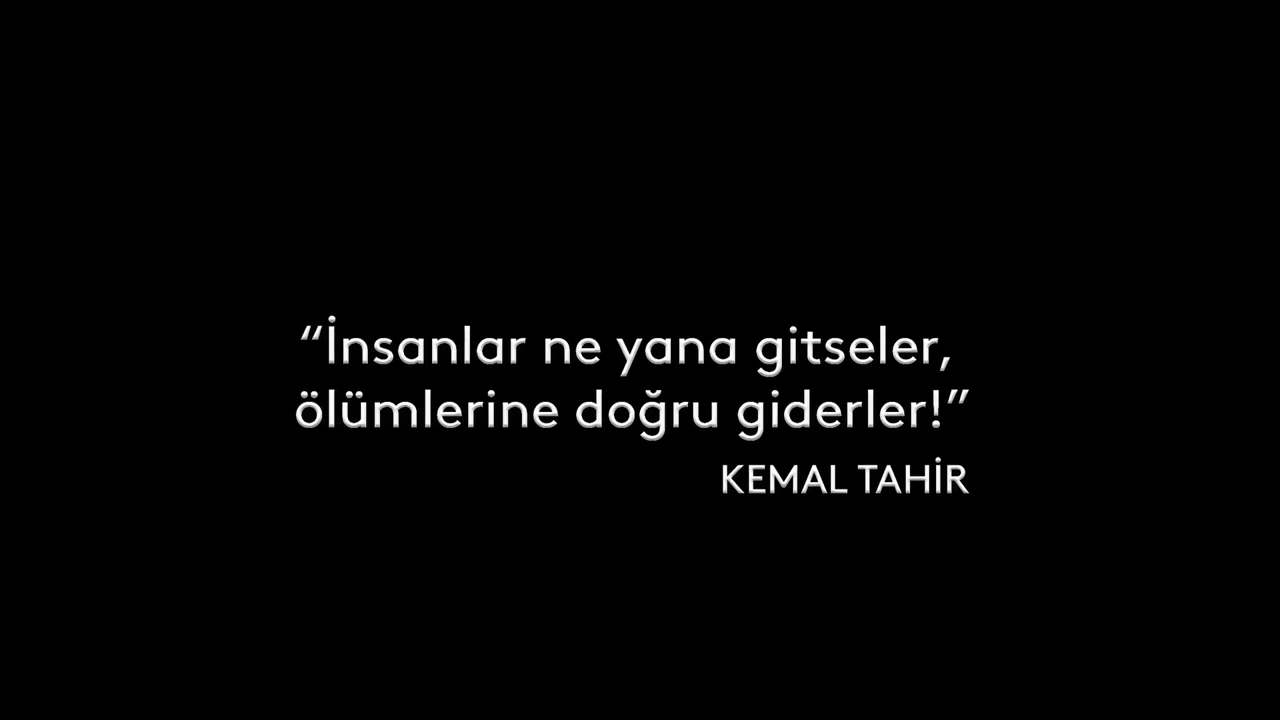 “İnsanlar ne yana gitseler,
ölümlerine doğru giderler!”
KEMAL TAHİR